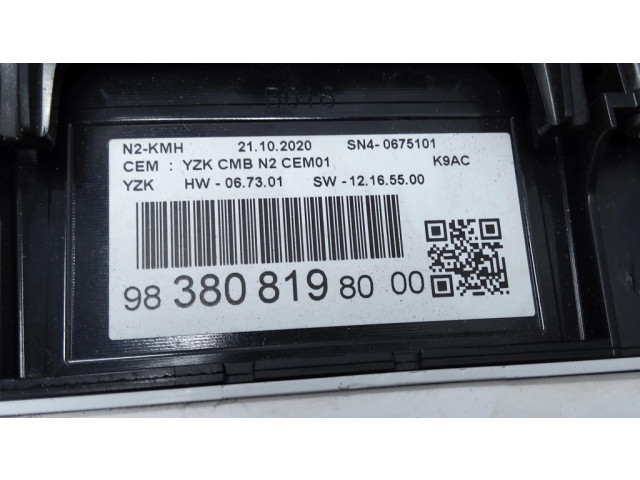 N2-KMH 21.10.2020 SN4- 0675101
CEM : YZK CMB N2 CEM01 K9AC
YZK HW - 06.73.01 SW - 12.16.55.00
98 380 819 80 00